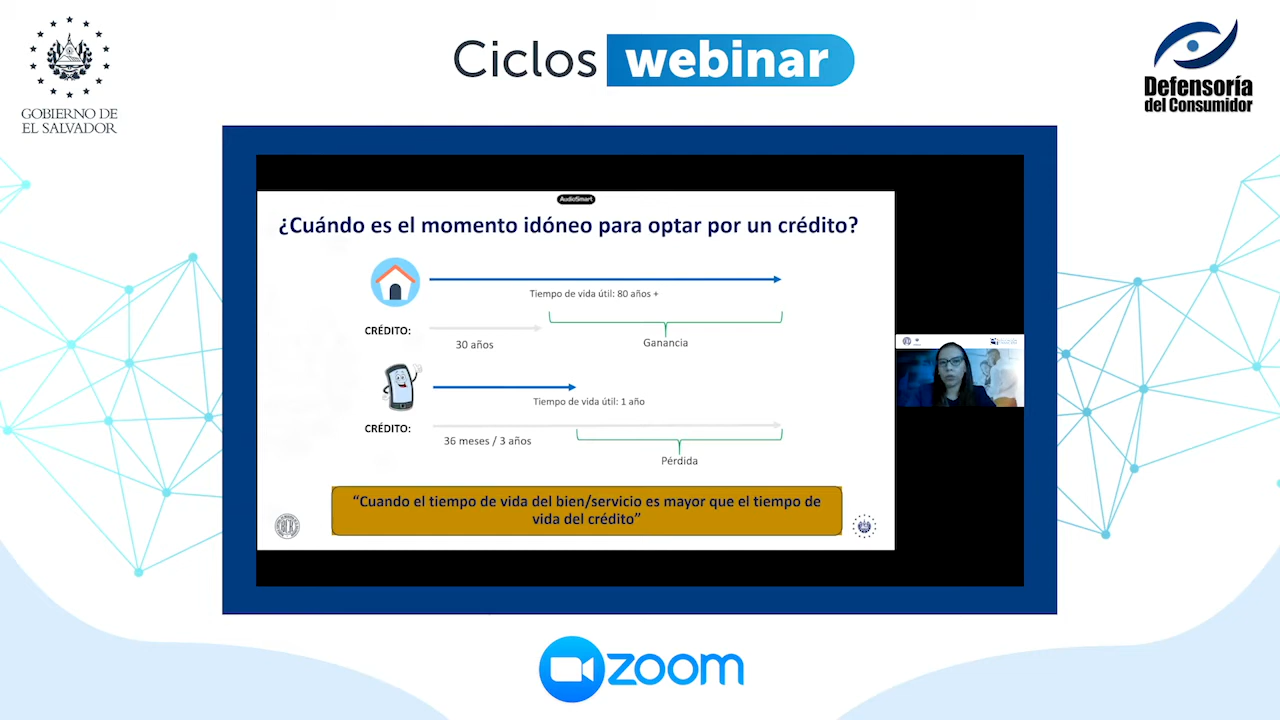 GOBIERNO DE
EL SALVADOR
Ciclos webinar
Defensoría
del Consumidor
AudioSmart
¿Cuándo es el momento idóneo para optar por un crédito?
Tiempo de vida útil: 80 años +
CRÉDITO:
30 años
Ganancia
Tiempo de vida útil: 1 año
CRÉDITO:
36 meses / 3 años
Pérdida
“Cuando el tiempo de vida del bien/servicio es mayor que el tiempo de
vida del crédito”
zoom